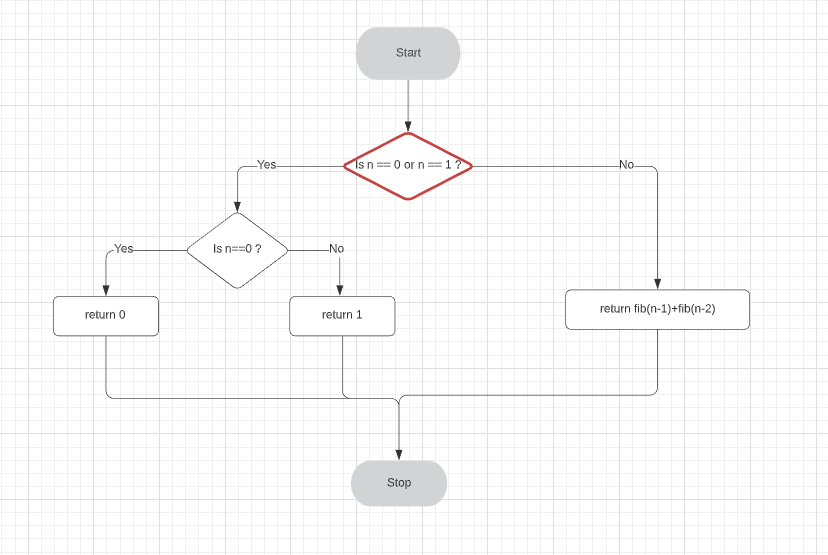 Start
Is n == 0 or n == 1 ?
Yes
No
Is n==0 ?
Yes
No
return 0
return 1
return fib(n-1)+fib(n-2)
Stop